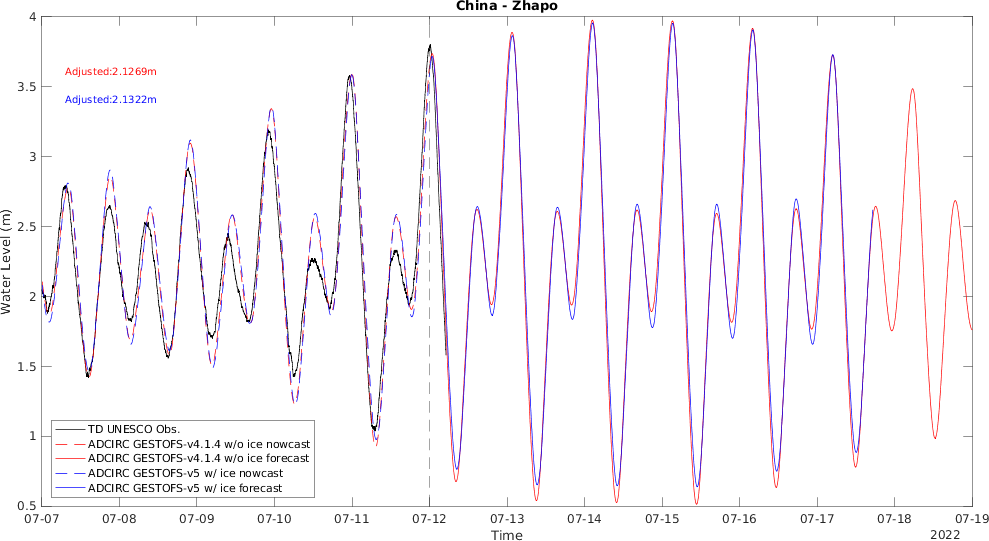 China - Zhapo
4
3.5
3
2.5
2
1.5
1
0.5
Water Level (m)
Adjusted:2.1269m
Adjusted:2.1322m
TD UNESCO Obs.
ADCIRC GESTOFS-v4.1.4 w/o ice nowcast
ADCIRC GESTOFS-v4.1.4 w/o ice forecast
ADCIRC GESTOFS-v5 w/ ice nowcast
ADCIRC GESTOFS-v5 w/ ice forecast
07-07 07-08 07-09 07-10 07-11 07-12 07-13 07-14 07-15 07-16 07-17 07-18 07-19
Time
2022